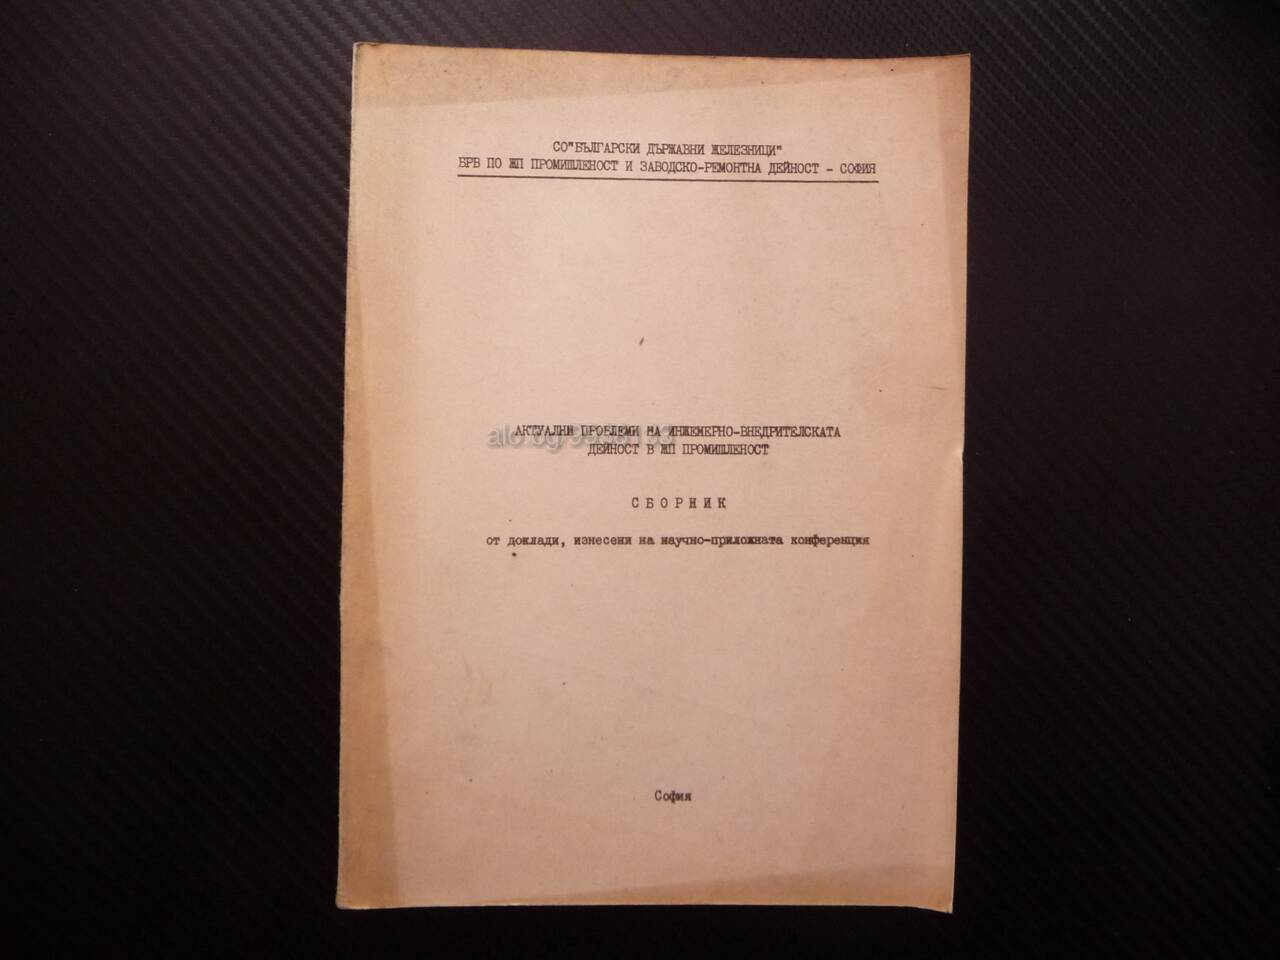 СО"БЪЛГАРСКИ ДЪРЖАВНИ ЖЕЛЕЗНИЦИ"
БРВ ПО ЖП ПРОМИШЛЕНОСТ И ЗАВОДСКО-РЕМОНТНА ДЕЙНОСТ - СОФИЯ
АКТУАЛНИ ПРОБЛЕМИ НА ИНЖЕНЕРНО-ВНЕДРИТЕЛСКАТА
ДЕЙНОСТ В ЖП ПРОМИШЛЕНОСТ
СБОРНИК
от доклади, изнесени на научно-приложната конференция
София